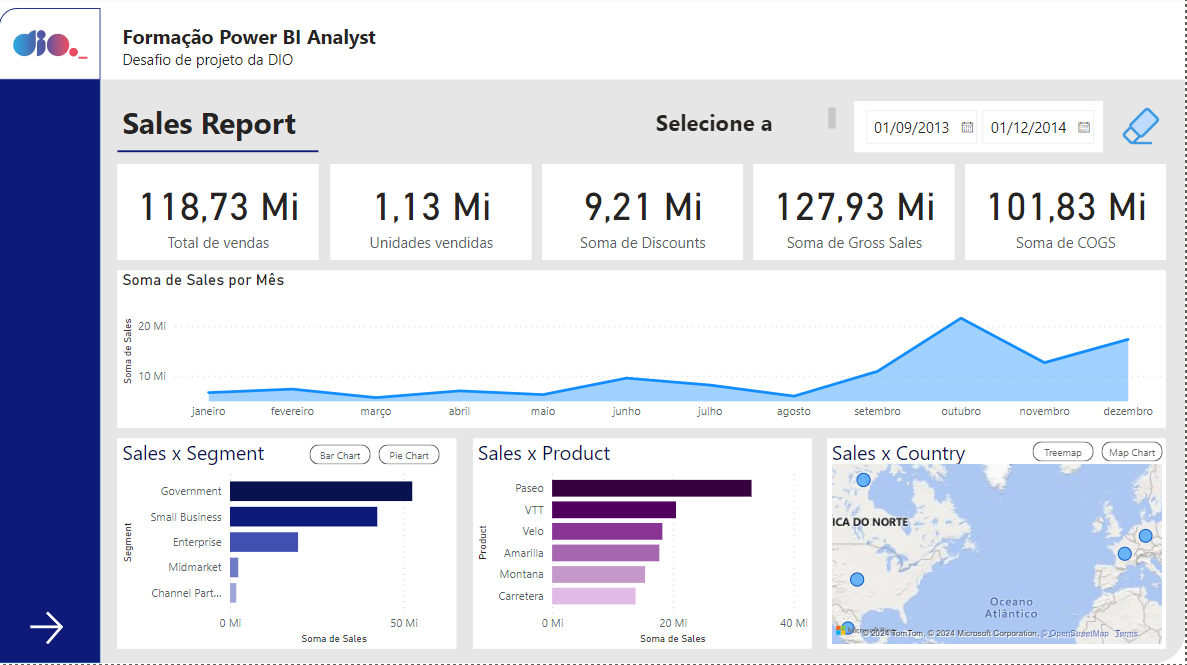 dio.
Formação Power BI Analyst
Desafio de projeto da DIO
Sales Report
Selecione a
01/09/2013
01/12/2014
118,73 Mi
Total de vendas
1,13 Mi
Unidades vendidas
9,21 Mi
Soma de Discounts
127,93 Mi
Soma de Gross Sales
101,83 Mi
Soma de COGS
Soma de Sales por Mês
Soma de Sales
20 Mi
10 Mi
janeiro
fevereiro
março
abril
maio
junho
julho
agosto
setembro
outubro
novembro
dezembro
Sales x Segment
Bar Chart
Pie Chart
Segment
Government
Small Business
Enterprise
Midmarket
Channel Part...
0 Mi
50 Mi
Soma de Sales
Sales x Product
Product
Paseo
VTT
Velo
Amarilla
Montana
Carretera
0 Mi
20 Mi
40 Mi
Soma de Sales
Sales x Country
Treemap
Map Chart
ICA DO NORTE
Oceano
Atlântico
© 2024 TomTom, © 2024 Microsoft Corporation, © OpenStreetMap Terms